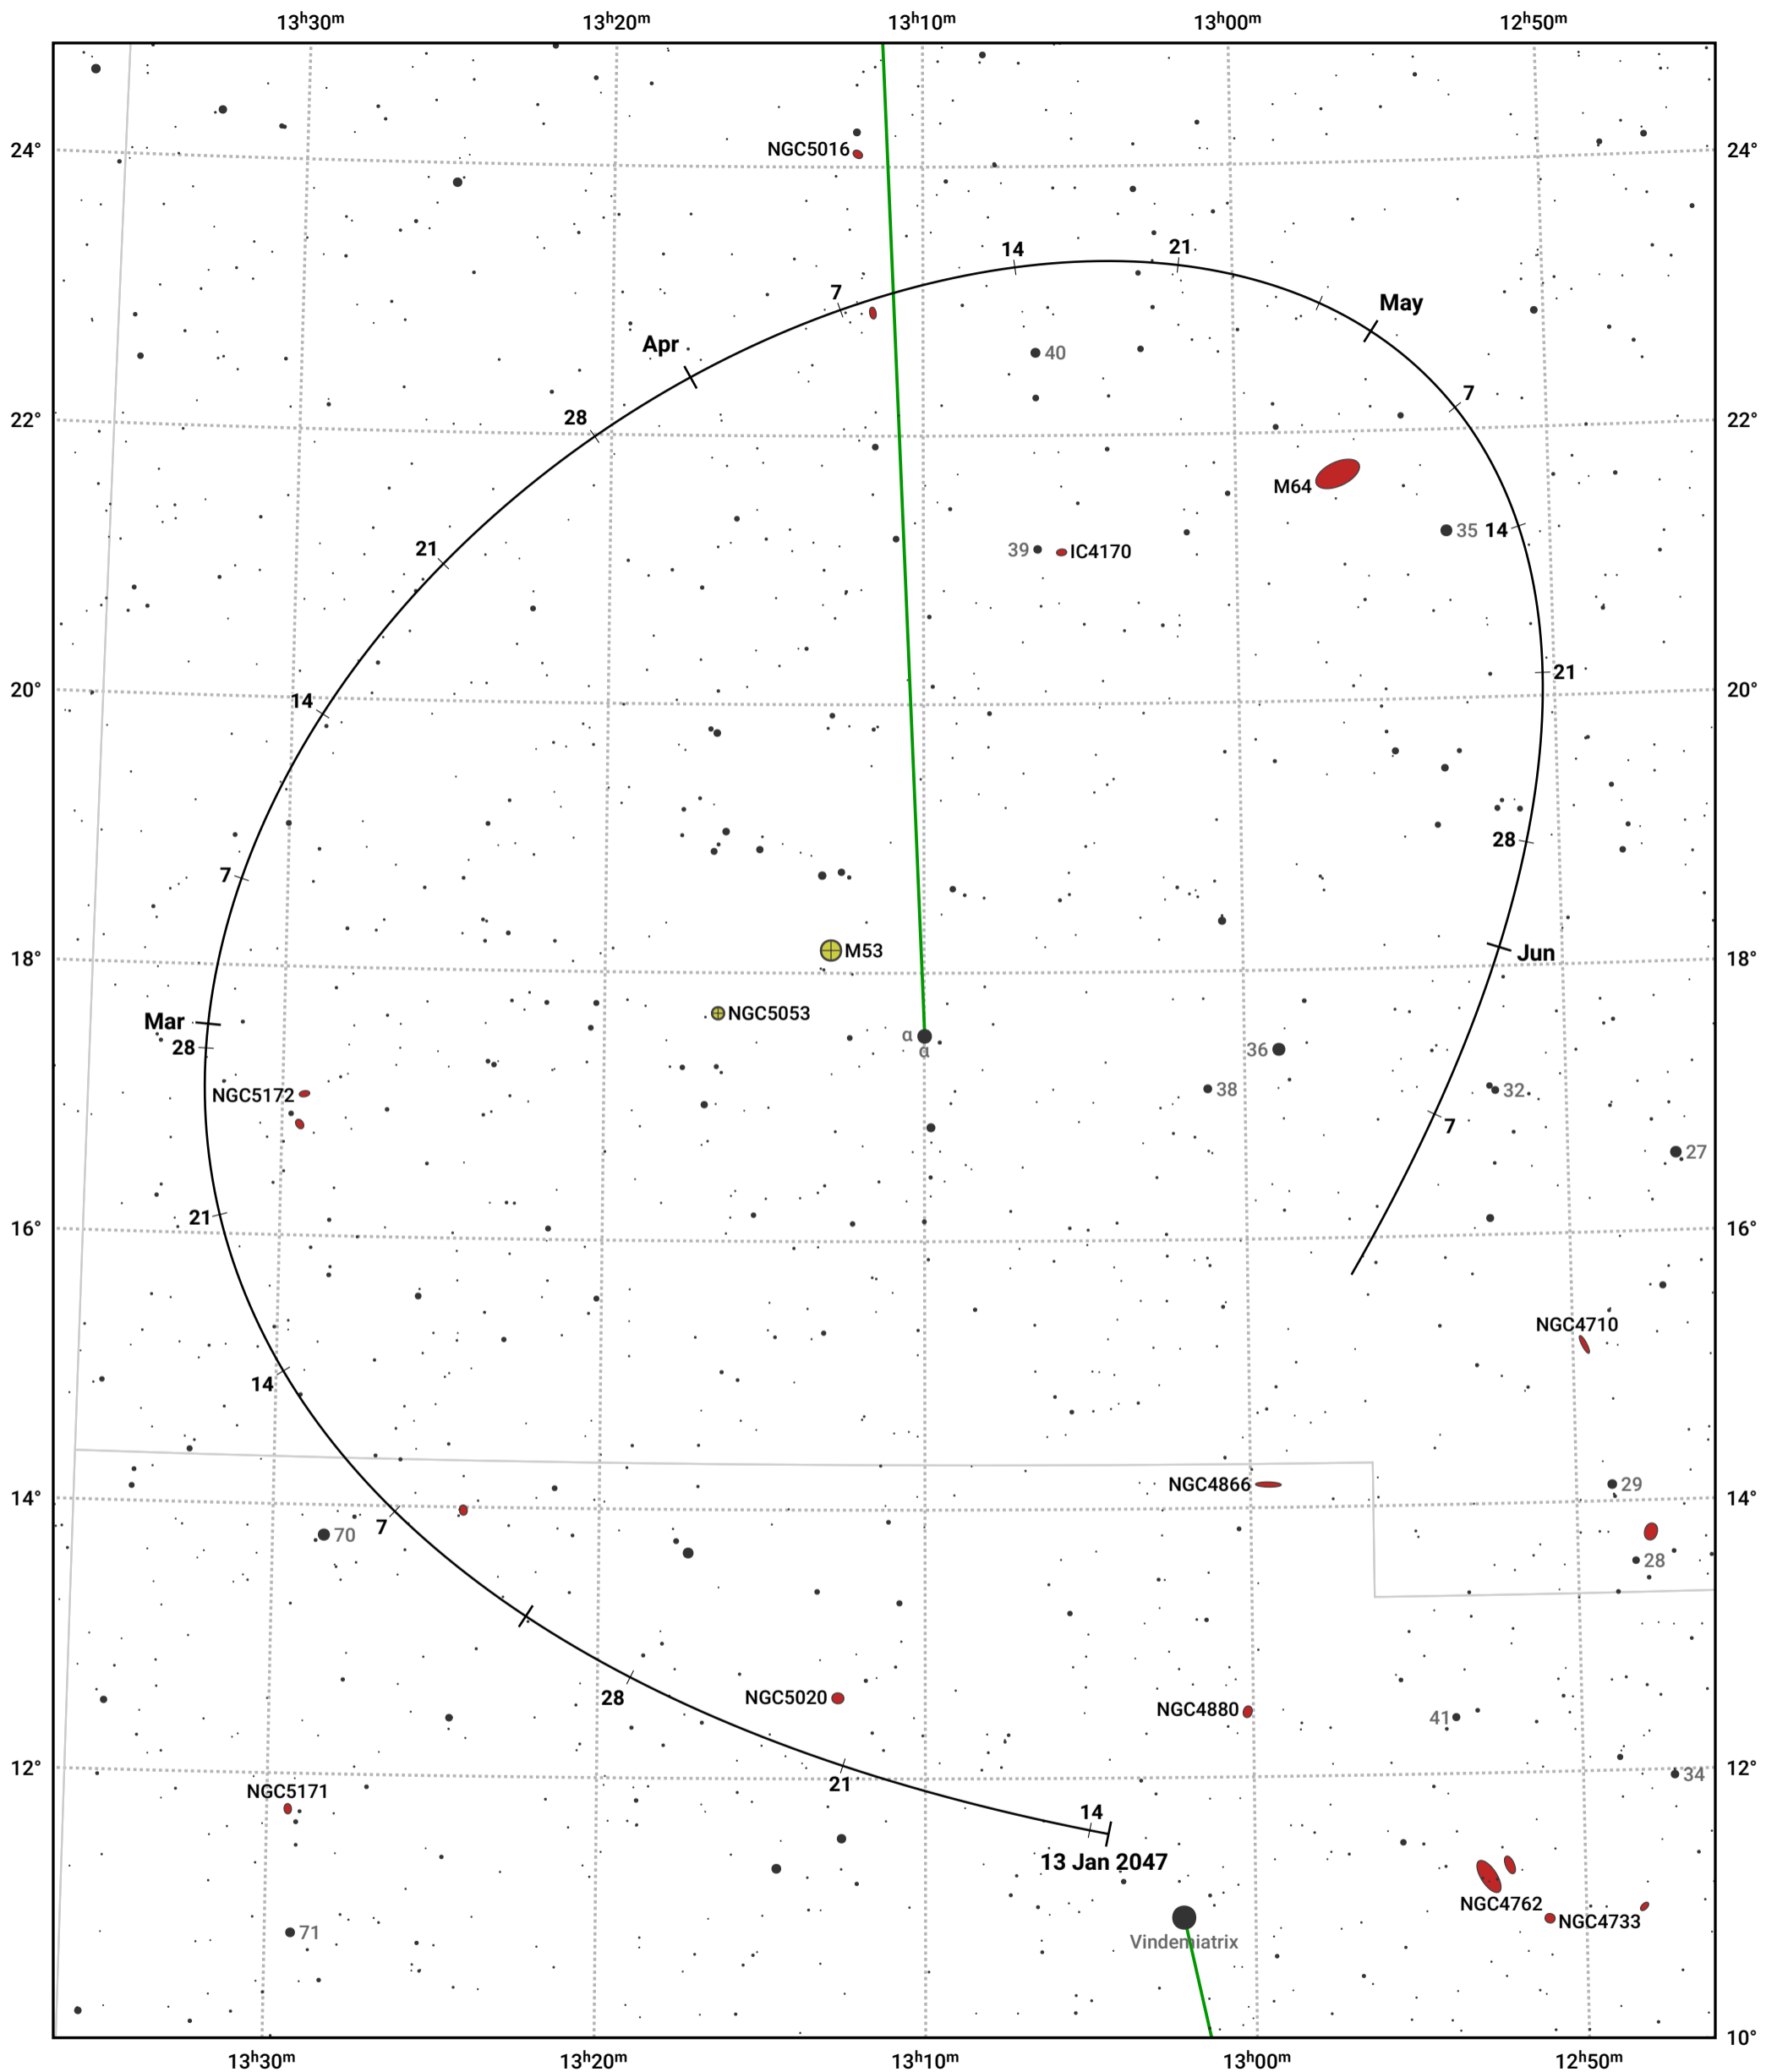 13h30m 13h20m 13h10m 13h00m 12h50m
24° NGC5016 24°
14 21
7 May
Apr 40
7
28
22° 22°
M64
21 39 IC4170 35 14
21
20° 14 20°
28
7
M53 Jun
18° 18°
Mar NGC5053
28 α 36
α
NGC5172 38 32
7
27
21
16° 16°
NGC4710
14
NGC4866 29
14° 14°
7 70
28
28 NGC5020 NGC4880
41
12° 34 12°
21
NGC5171
14
13 Jan 2047
NGC4762
71 NGC4733
Vindemiatrix
10°
13h30m 13h20m 13h10m 13h00m 12h50m